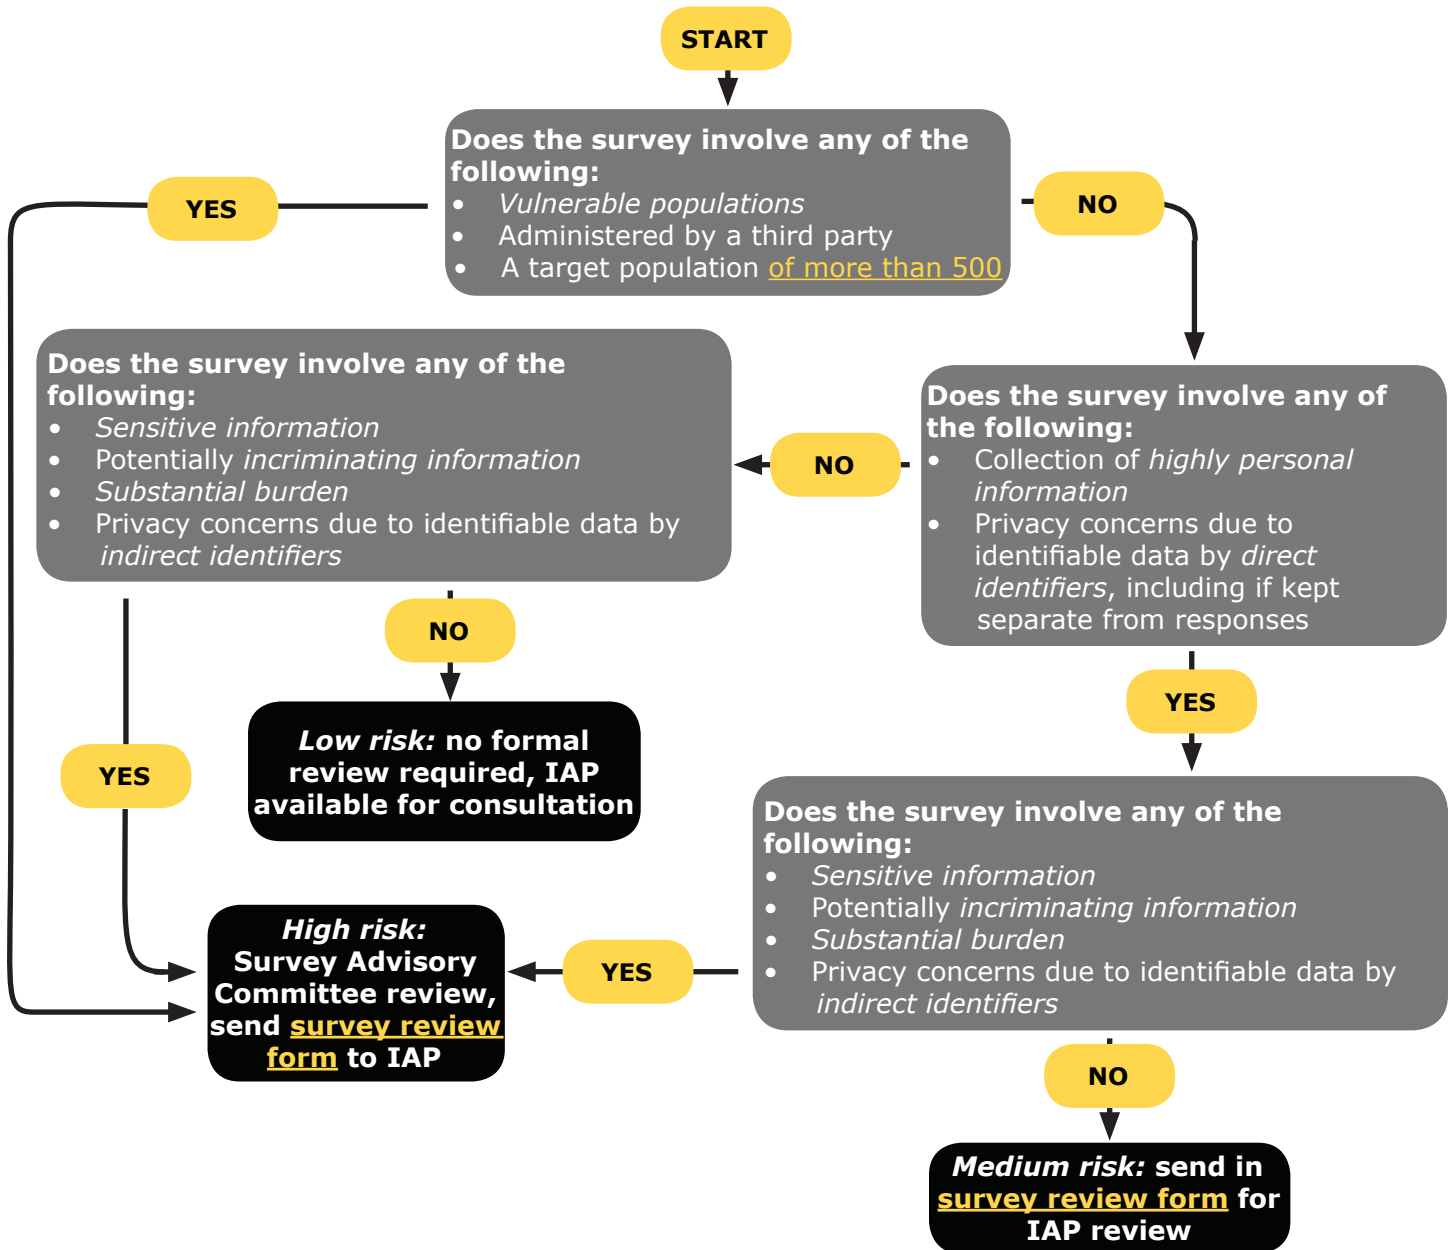 START
Does the survey involve any of the
following:
• Vulnerable populations
• Administered by a third party
• A target population of more than 500
YES
NO
Does the survey involve any of the
following:
• Sensitive information
• Potentially incriminating information
• Substantial burden
• Privacy concerns due to identifiable data by
indirect identifiers
Does the survey involve any of
the following:
• Collection of highly personal
information
• Privacy concerns due to
identifiable data by direct
identifiers, including if kept
separate from responses
NO
NO
YES
Low risk: no formal
review required, IAP
available for consultation
YES
Does the survey involve any of the
following:
• Sensitive information
• Potentially incriminating information
• Substantial burden
• Privacy concerns due to identifiable data by
indirect identifiers
High risk:
Survey Advisory
Committee review,
send survey review
form to IAP
YES
NO
Medium risk: send in
survey review form for
IAP review